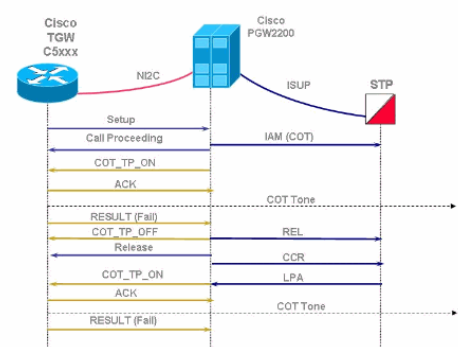 Cisco
TGW
C5xxx
Cisco
PGW2200
NI2C
ISUP
STP
Setup
Call Proceeding
IAM (COT)
COT_TP_ON
ACK
COT Tone
RESULT (Fail)
COT_TP_OFF
REL
Release
CCR
COT_TP_ON
LPA
ACK
COT Tone
RESULT (Fail)